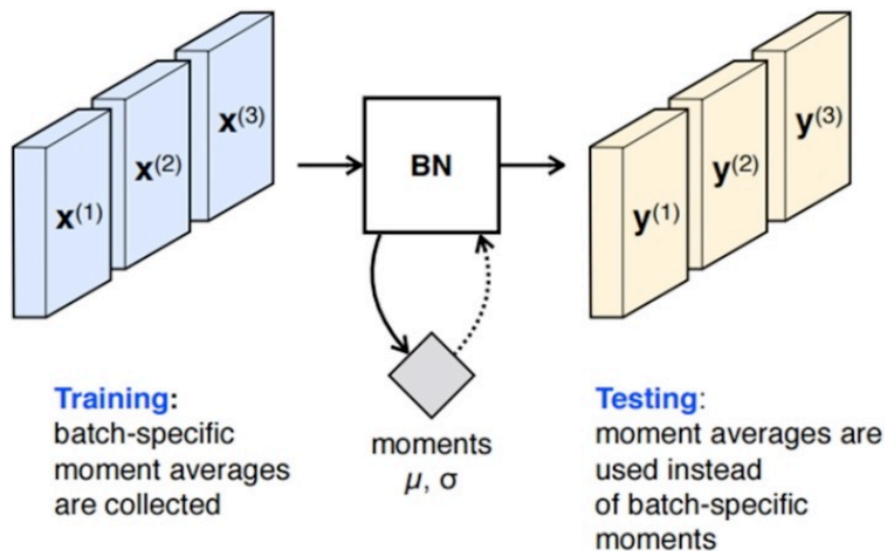 x(1)
x(2)
x(3)
BN
y(1)
y(2)
y(3)
Training:
batch-specific
moment averages
are collected
moments
μ, σ
Testing:
moment averages are
used instead
of batch-specific
moments